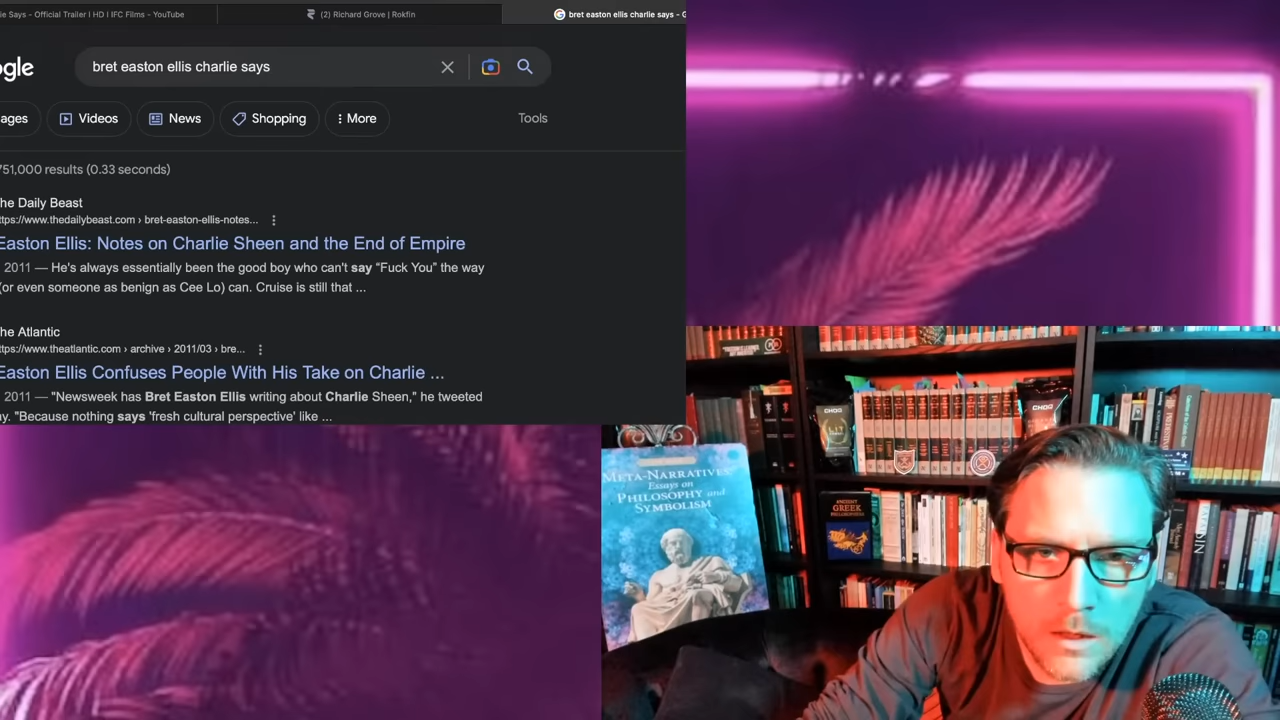 ie Says - Official Trailer I HD I IFC Films - YouTube
(2) Richard Grove | Rokfin
bret easton ellis charlie says - G
ogle
bret easton ellis charlie says
ages
Videos
News
Shopping
More
Tools
751,000 results (0.33 seconds)
he Daily Beast
ttps://www.thedailybeast.com › bret-easton-ellis-notes...
Easton Ellis: Notes on Charlie Sheen and the End of Empire
2011 — He's always essentially been the good boy who can't say "Fuck You" the way
(or even someone as benign as Cee Lo) can. Cruise is still that ...
he Atlantic
ttps://www.theatlantic.com › archive › 2011/03 › bre...
Easton Ellis Confuses People With His Take on Charlie ...
2011 — "Newsweek has Bret Easton Ellis writing about Charlie Sheen," he tweeted
y. "Because nothing says 'fresh cultural perspective' like ...
META-NARRATIVES
Essays on
PHILOSOPHY and
SYMBOLISM
CHOQ
CHOQ
ANCIENT
GREEK
PHILOSOPHERS